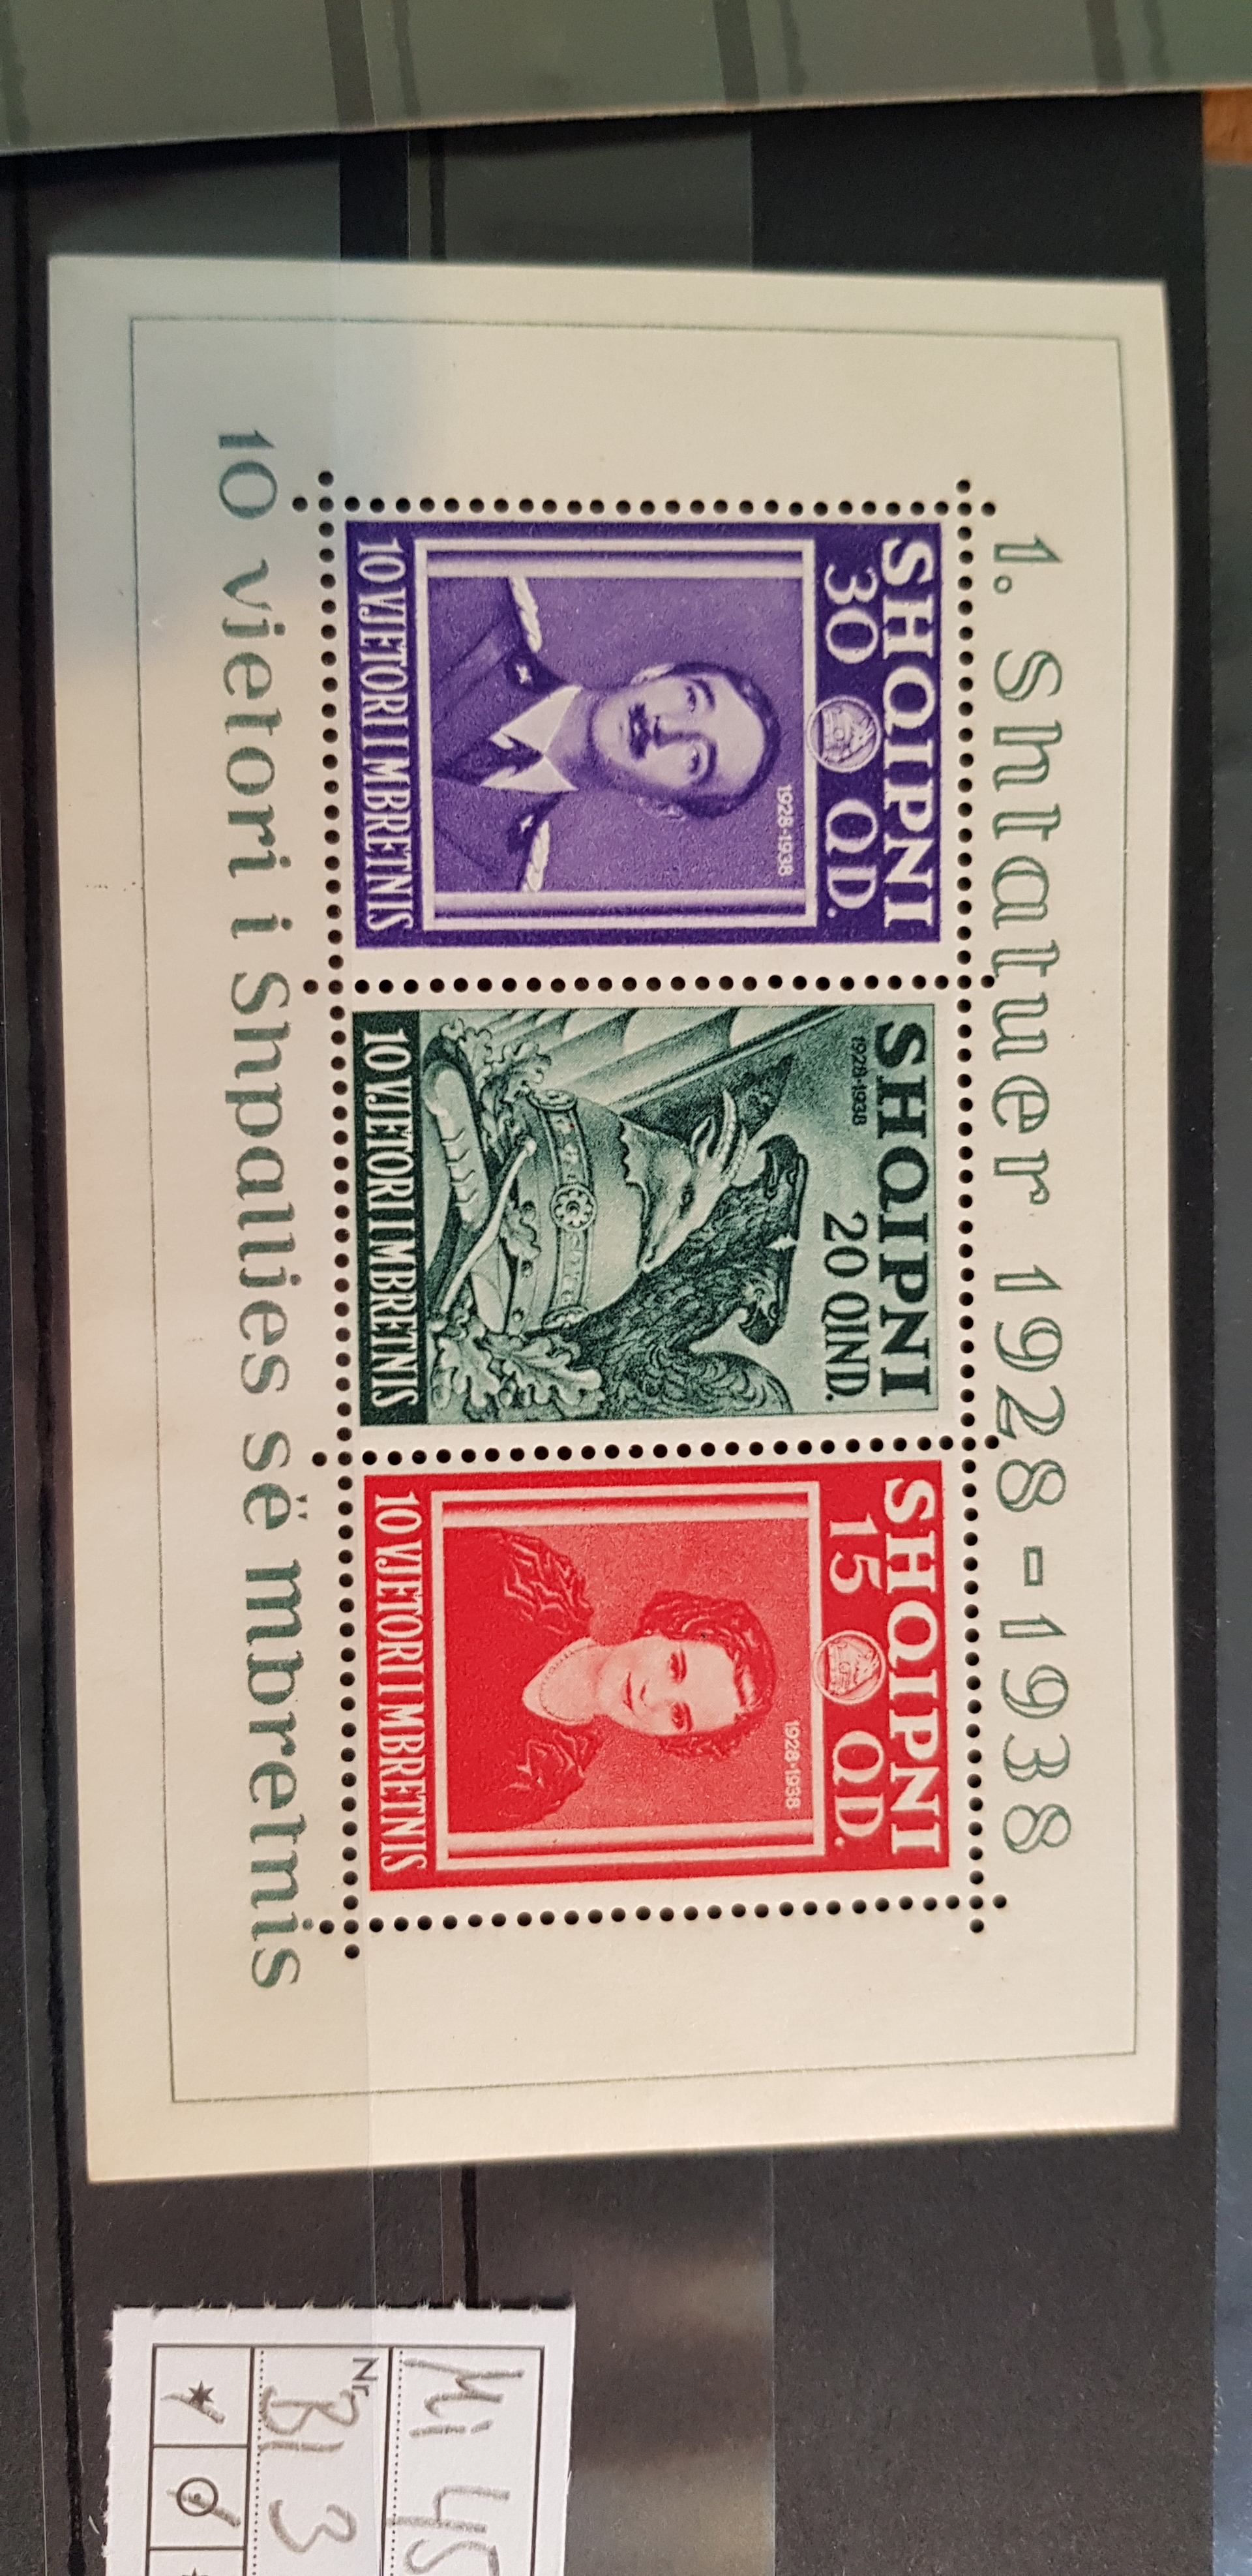 1. Shtatuer 1928-1938
SHQIPNI
30 QD.
1928-1938
10 VJETORI I MBRETNIS
SHQIPNI
1928-1938
20 QIND.
10 VJETORI I MBRETNIS
SHQIPNI
15 QD.
1928-1938
10 VJETORI I MBRETNIS
10 vietori i Shpallies së mbretnis
Mi 45
Nr. Bl 3